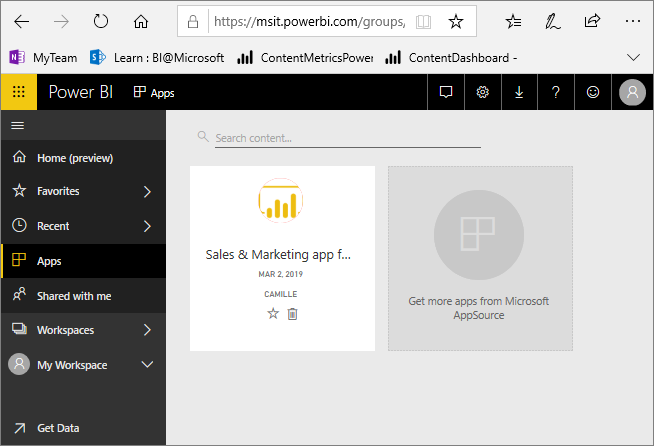 https://msit.powerbi.com/groups,
MyTeam
Learn : BI@Microsoft
ContentMetricsPower
ContentDashboard -
Power BI
Apps
?
Search content...
Home (preview)
Favorites
Recent
Apps
Shared with me
Workspaces
My Workspace
Get Data
Sales & Marketing app f...
MAR 2, 2019
CAMILLE
Get more apps from Microsoft
AppSource